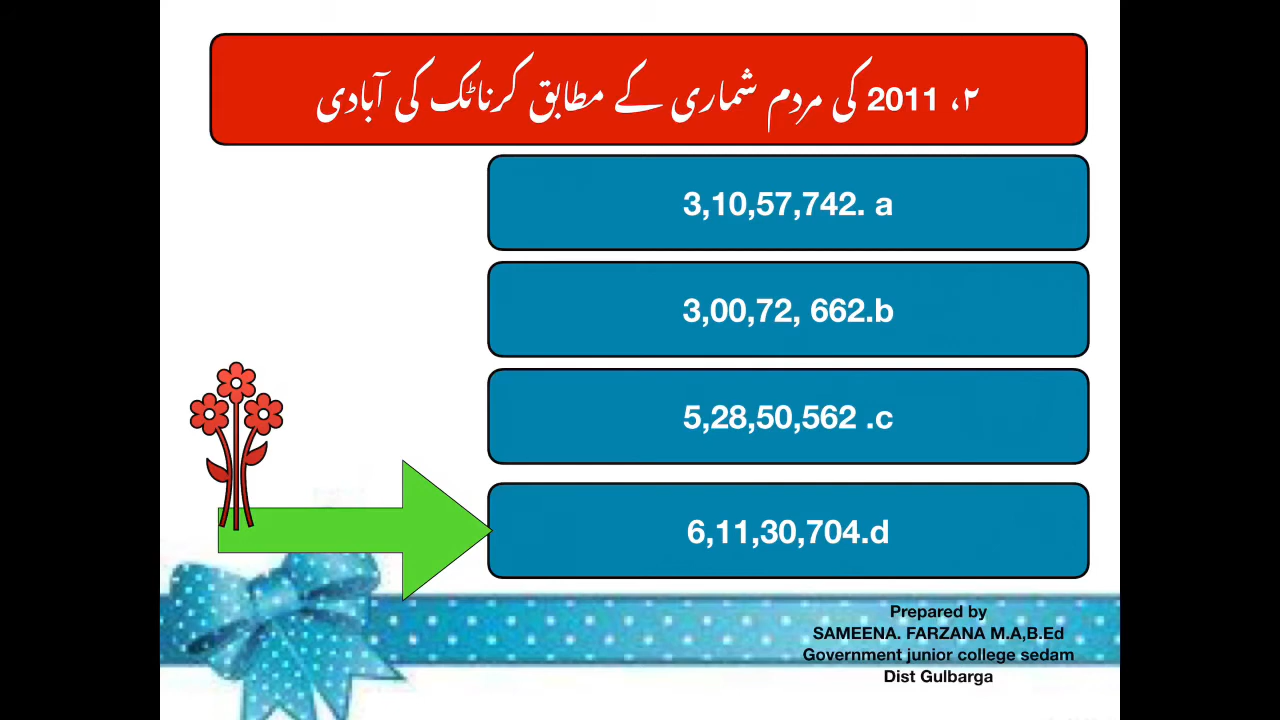 ۲، 2011 کی مردم شماری کے مطابق کرناٹک کی آبادی
3,10,57,742. a
3,00,72, 662.b
5,28,50,562 .c
6,11,30,704.d
Prepared by
SAMEENA. FARZANA M.A,B.Ed
Government junior college sedam
Dist Gulbarga